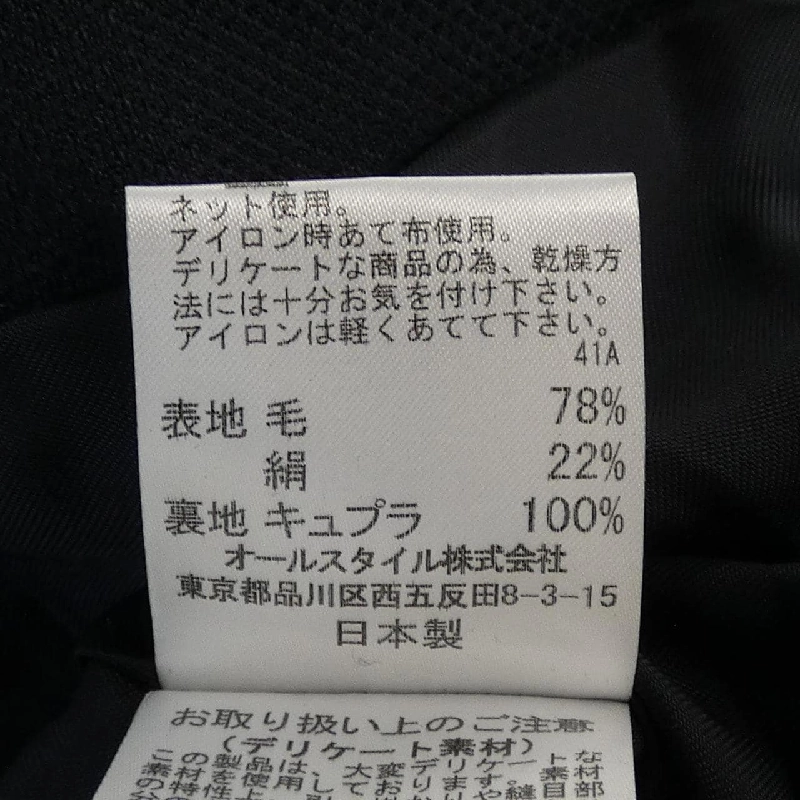 ネット使用。
アイロン時あて布使用。
デリケートな商品の為、乾燥方
法には十分お気を付け下さい。
アイロンは軽くあてて下さい。
41A
表地 毛 78%
絹 22%
裏地 キュプラ 100%
オールスタイル株式会社
東京都品川区西五反田8-3-15
日本製
お取り扱い上のご注意
(デリケート素材)